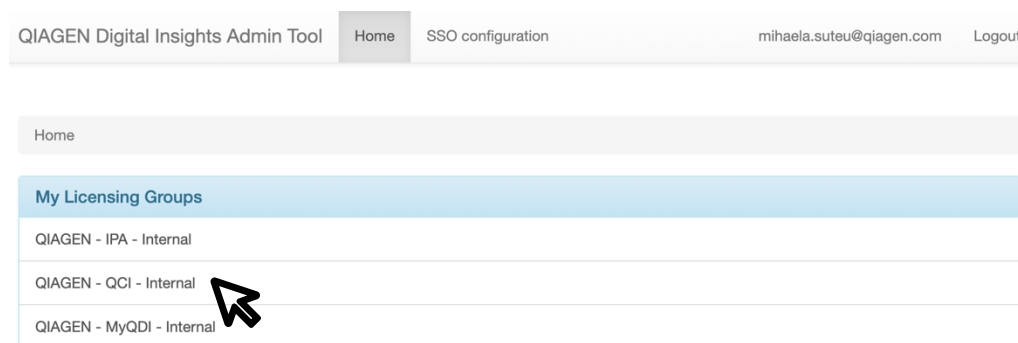 QIAGEN Digital Insights Admin Tool Home SSO configuration mihaela.suteu@qiagen.com Logout
Home
My Licensing Groups
QIAGEN - IPA - Internal
QIAGEN - QCI - Internal
QIAGEN - MyQDI - Internal